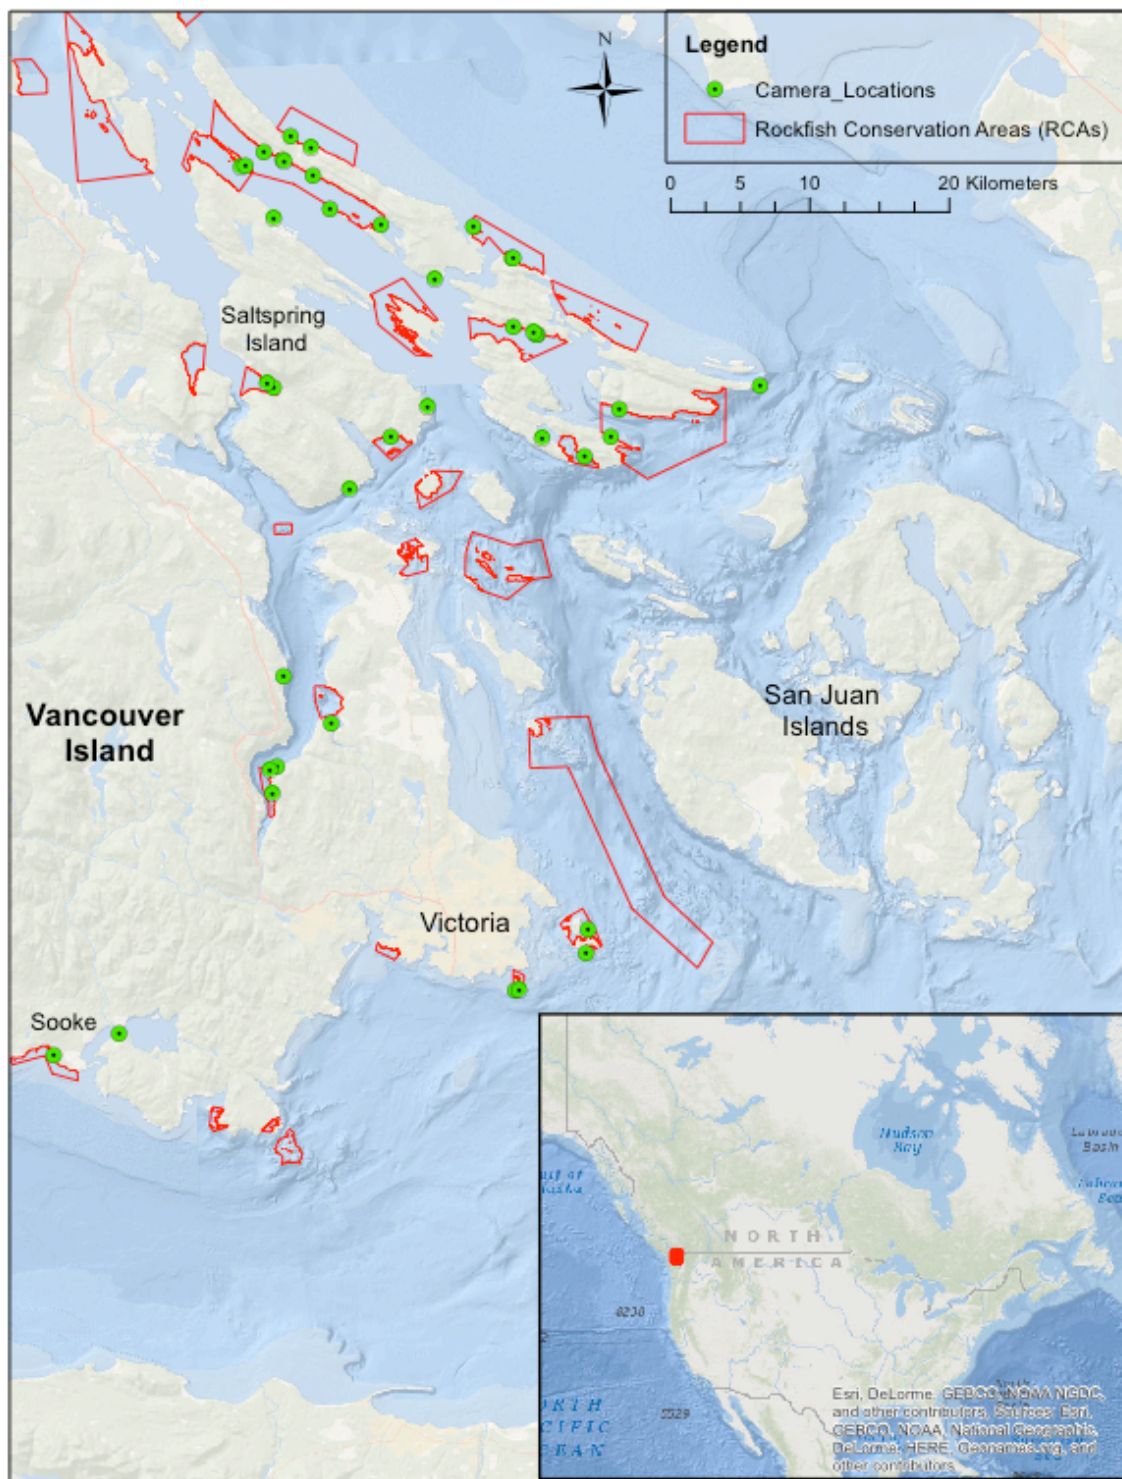 N
Legend
Camera_Locations
Rockfish Conservation Areas (RCAs)
0 5 10 20 Kilometers
Saltspring
Island
Vancouver
Island
San Juan
Islands
Victoria
Sooke
Hudson
Bay
Basin
NORTH
AMERICA
Esri, DeLorme, GEBCO, NOAA NGDC,
and other contributors, Sources: Esri,
GEBCO, NOAA, National Geographic,
DeLorme, HERE, Geonames.org, and
other contributors